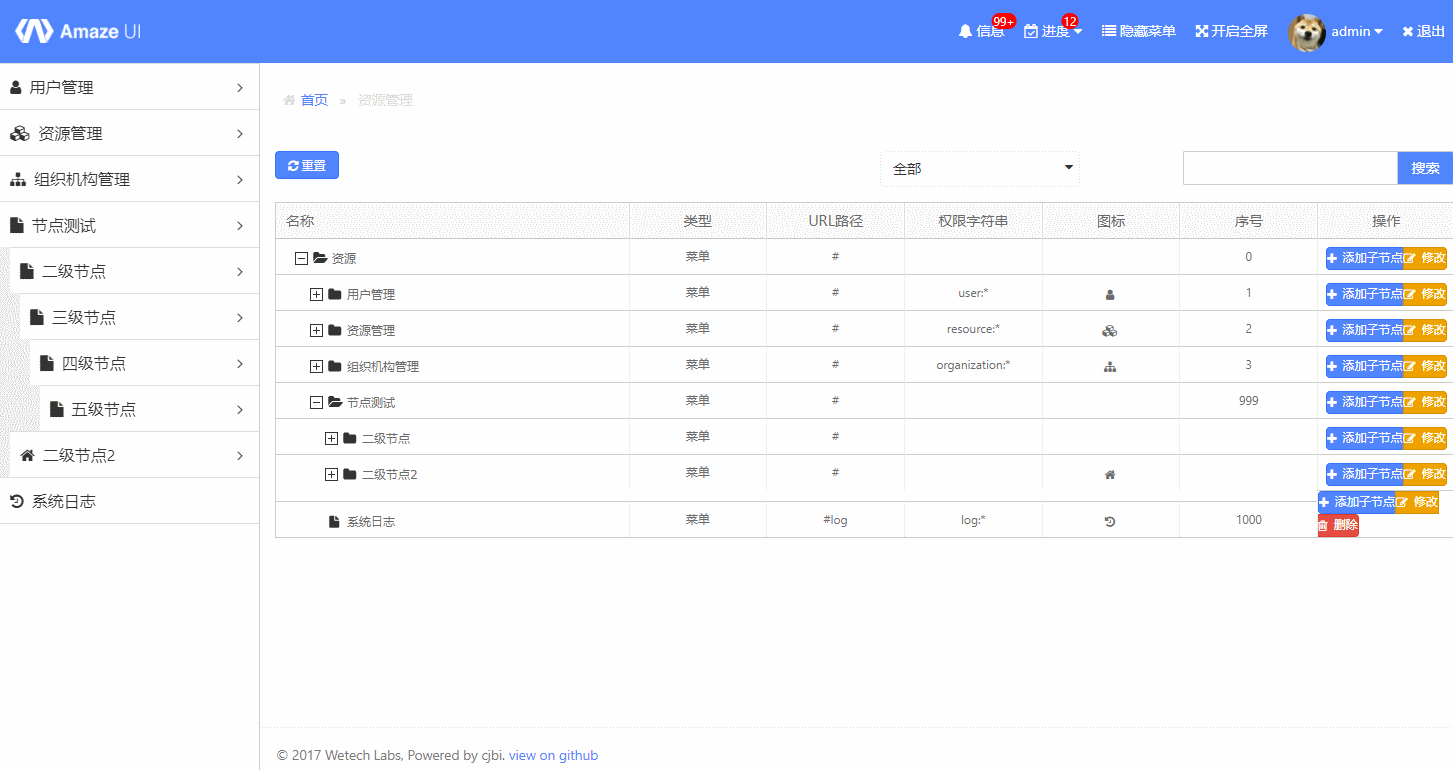 Amaze UI
信息 99+ 进度 12 隐藏菜单 开启全屏 admin 退出
用户管理
资源管理
组织机构管理
节点测试
二级节点
三级节点
四级节点
五级节点
二级节点2
系统日志
首页 » 资源管理
重置 全部 搜索
名称 类型 URL路径 权限字符串 图标 序号 操作
资源 菜单 # 0 添加子节点 修改
用户管理 菜单 # user:* 1 添加子节点 修改
资源管理 菜单 # resource:* 2 添加子节点 修改
组织机构管理 菜单 # organization:* 3 添加子节点 修改
节点测试 菜单 # 999 添加子节点 修改
二级节点 菜单 # 添加子节点 修改
二级节点2 菜单 # 添加子节点 修改
系统日志 菜单 #log log:* 1000 添加子节点 修改
删除
© 2017 Wetech Labs, Powered by cjbi. view on github